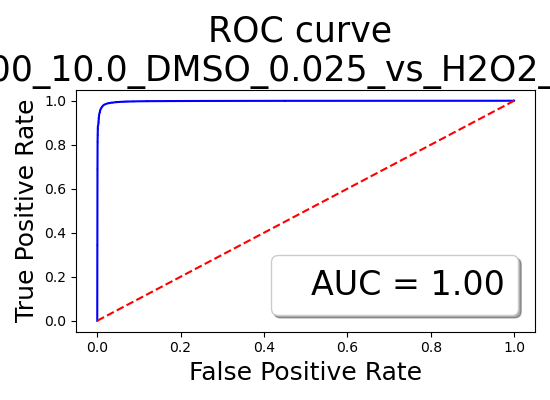 ROC curve
00_10.0_DMSO_0.025_vs_H2O2_
1.0
0.8
0.6
0.4
0.2
0.0
True Positive Rate
AUC = 1.00
0.0 0.2 0.4 0.6 0.8 1.0
False Positive Rate